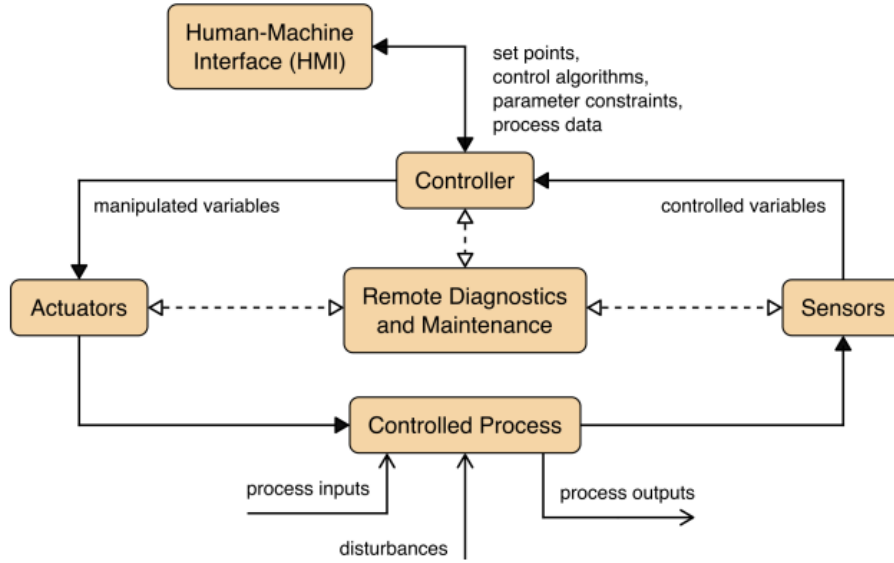 Human-Machine
Interface (HMI)
set points,
control algorithms,
parameter constraints,
process data
Controller
manipulated variables
controlled variables
Actuators
Remote Diagnostics
and Maintenance
Sensors
Controlled Process
process inputs
process outputs
disturbances